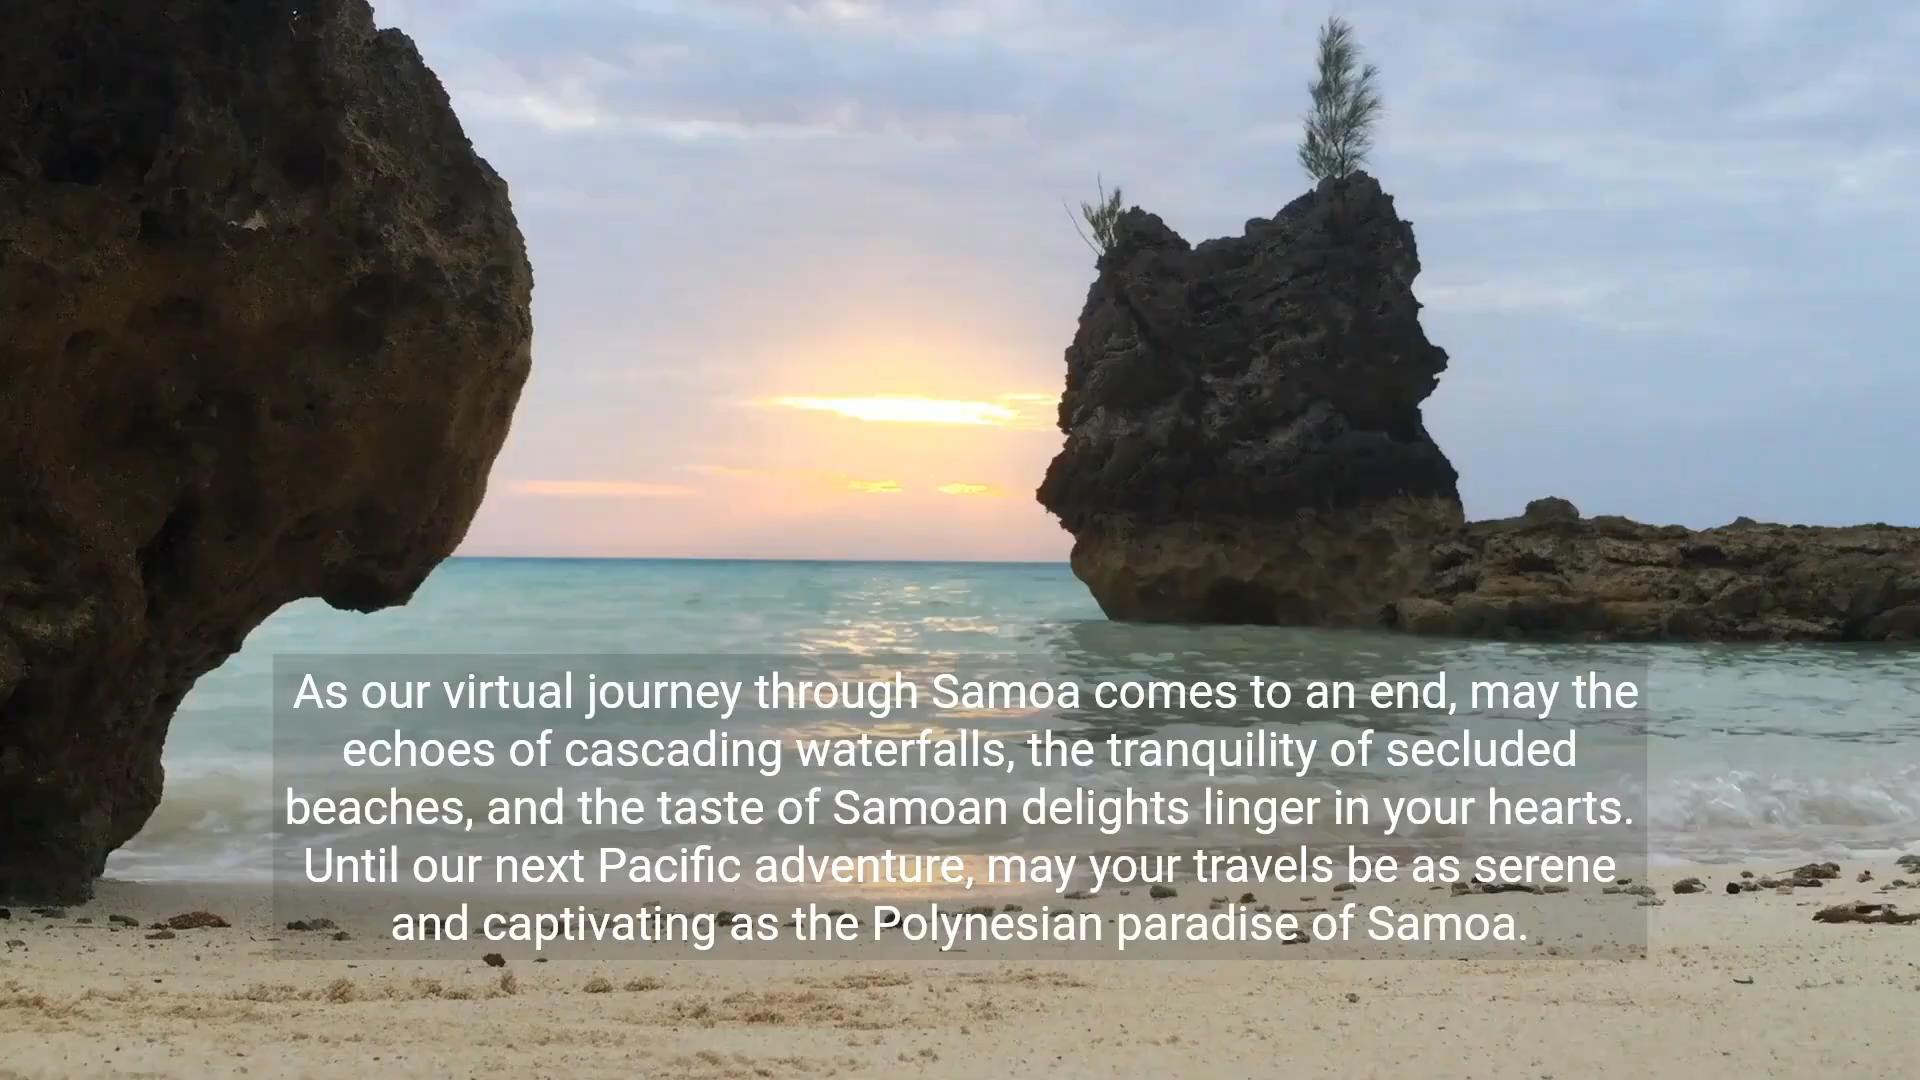 As our virtual journey through Samoa comes to an end, may the
echoes of cascading waterfalls, the tranquility of secluded
beaches, and the taste of Samoan delights linger in your hearts.
Until our next Pacific adventure, may your travels be as serene
and captivating as the Polynesian paradise of Samoa.